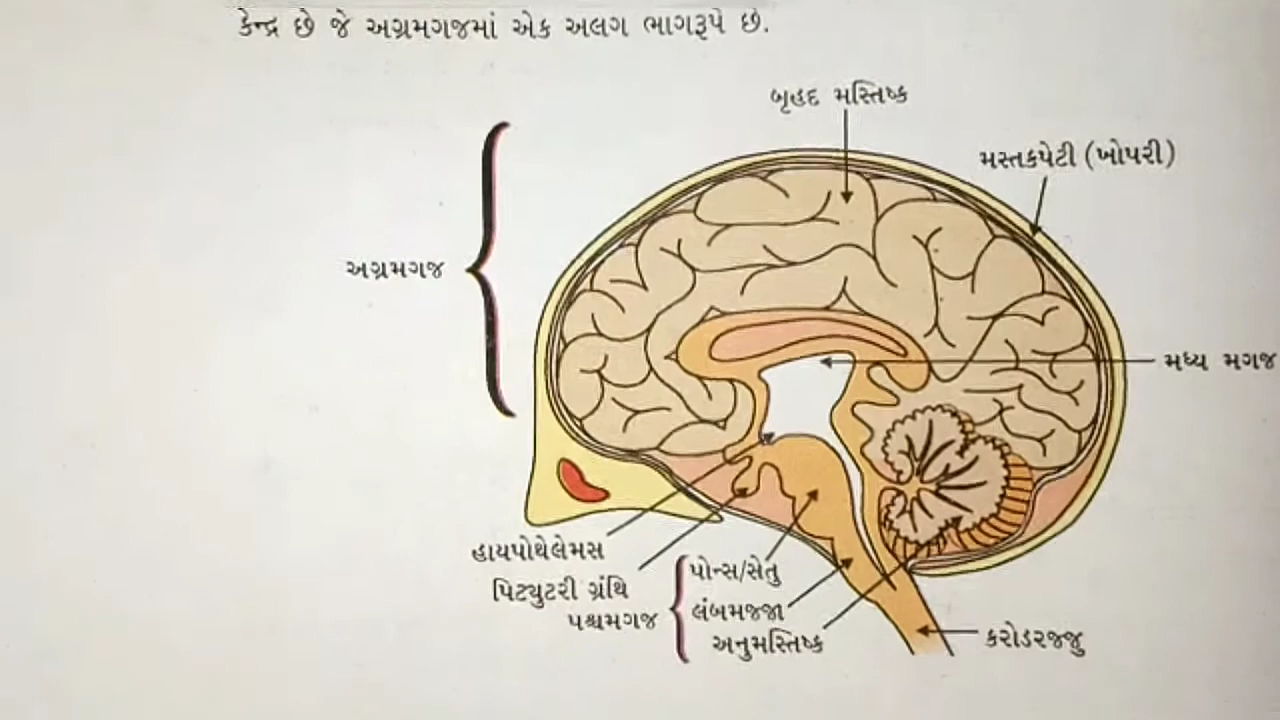 કેન્દ્ર છે જે અગ્રમગજમાં એક અલગ ભાગરૂપે છે.
બૃહદ મસ્તિષ્ક
મસ્તકપેટી (ખોપરી)
અગ્રમગજ
મધ્ય મગજ
હાયપોથેલેમસ
પિટ્યુટરી ગ્રંથિ
પશ્ચમગજ
પોન્સ/સેતુ
લંબમજ્જા
અનુમસ્તિષ્ક
કરોડરજ્જુ